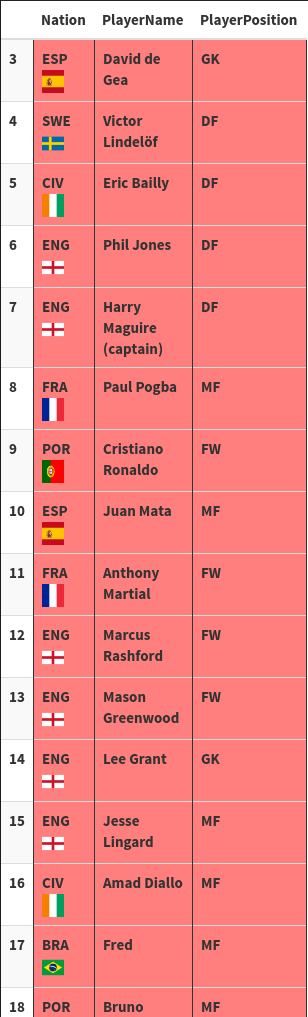 Nation PlayerName PlayerPosition
3 ESP David de GK
Gea
4 SWE Victor DF
Lindelöf
5 CIV Eric Bailly DF
6 ENG Phil Jones DF
7 ENG Harry DF
Maguire
(captain)
8 FRA Paul Pogba MF
9 POR Cristiano FW
Ronaldo
10 ESP Juan Mata MF
11 FRA Anthony FW
Martial
12 ENG Marcus FW
Rashford
13 ENG Mason FW
Greenwood
14 ENG Lee Grant GK
15 ENG Jesse MF
Lingard
16 CIV Amad Diallo MF
17 BRA Fred MF
18 POR Bruno MF